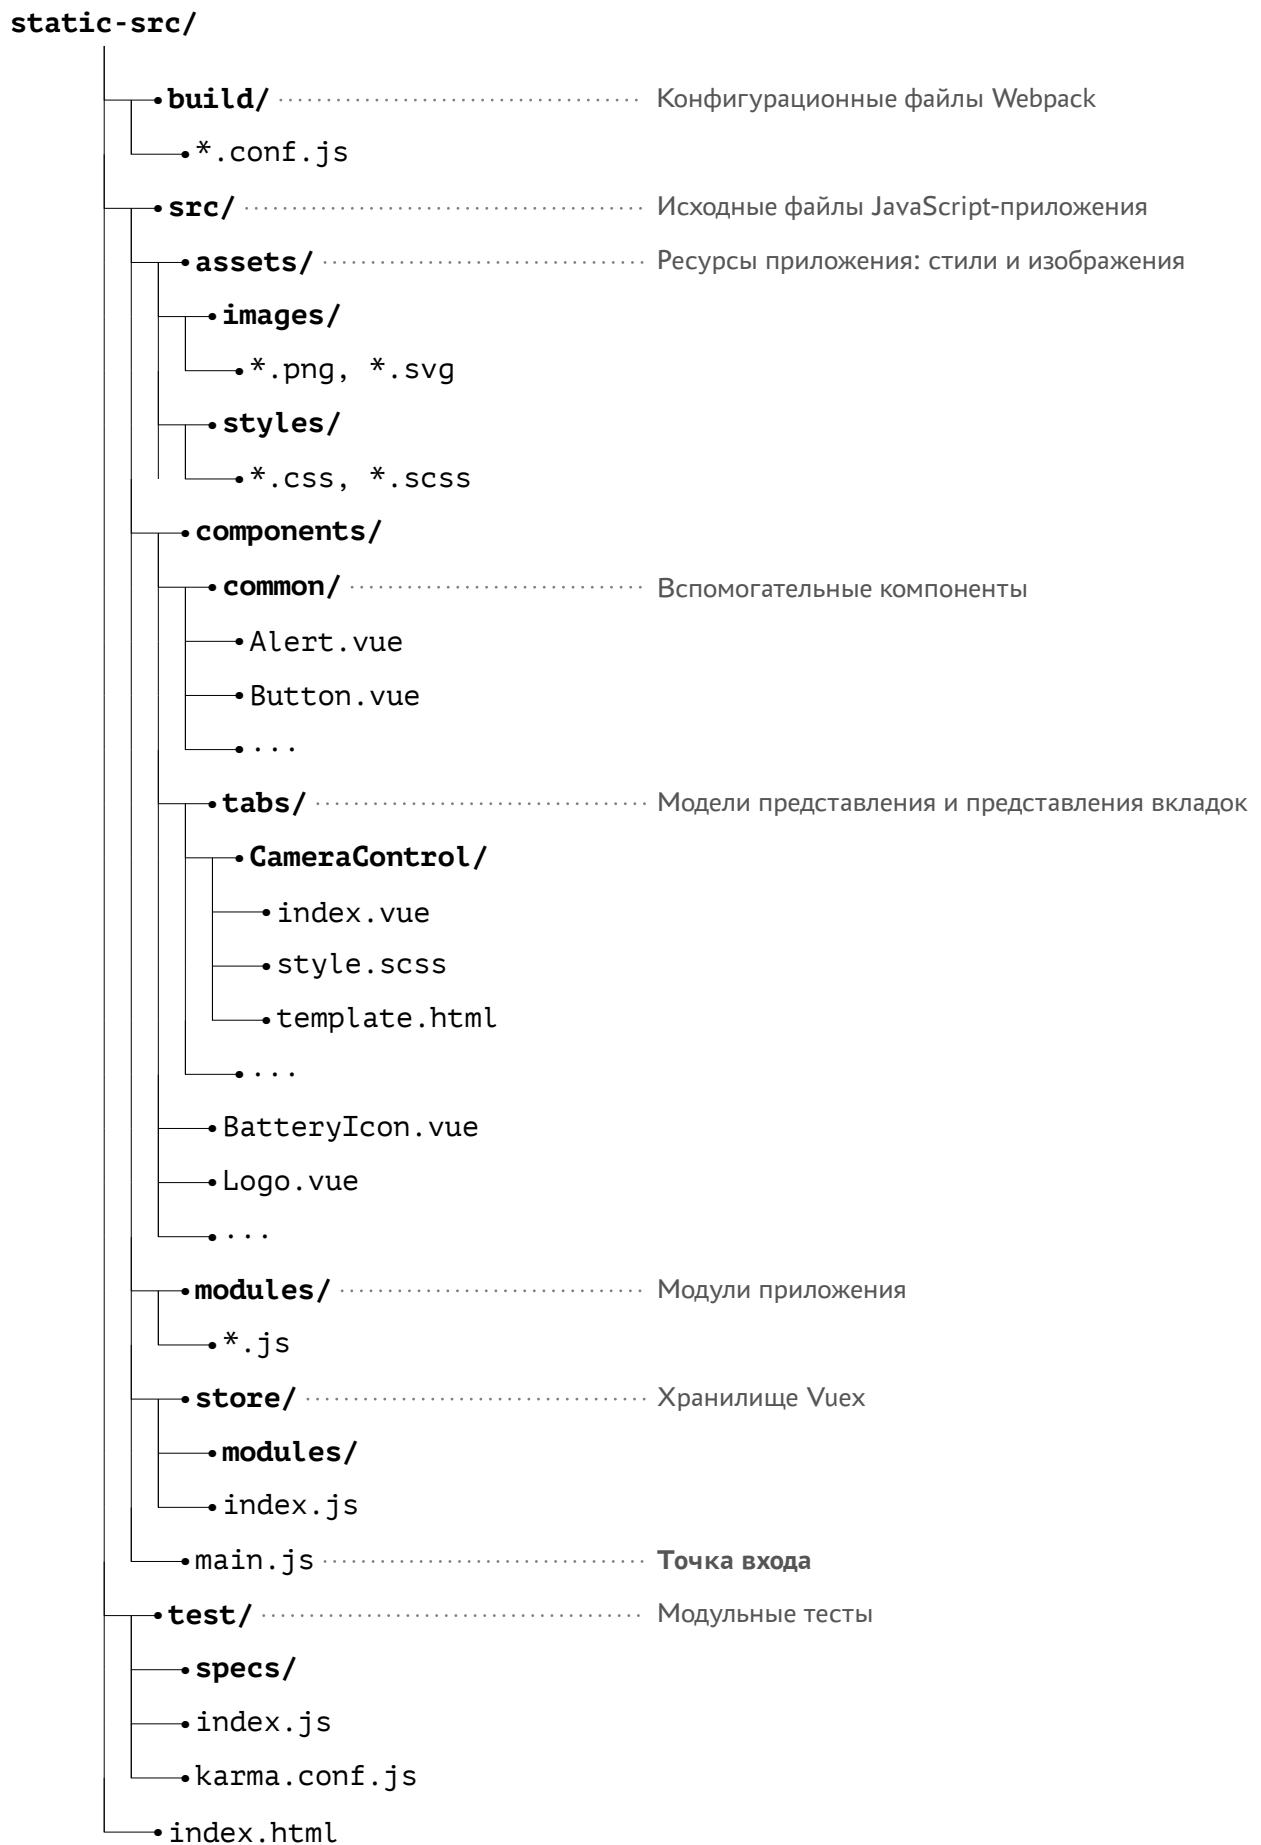 static-src/
build/ Конфигурационные файлы Webpack
*.conf.js
src/ Исходные файлы JavaScript-приложения
assets/ Ресурсы приложения: стили и изображения
images/
*.png, *.svg
styles/
*.css, *.scss
components/
common/ Вспомогательные компоненты
Alert.vue
Button.vue
...
tabs/ Модели представления и представления вкладок
CameraControl/
index.vue
style.scss
template.html
...
BatteryIcon.vue
Logo.vue
...
modules/ Модули приложения
*.js
store/ Хранилище Vuex
modules/
index.js
main.js Точка входа
test/ Модульные тесты
specs/
index.js
karma.conf.js
index.html